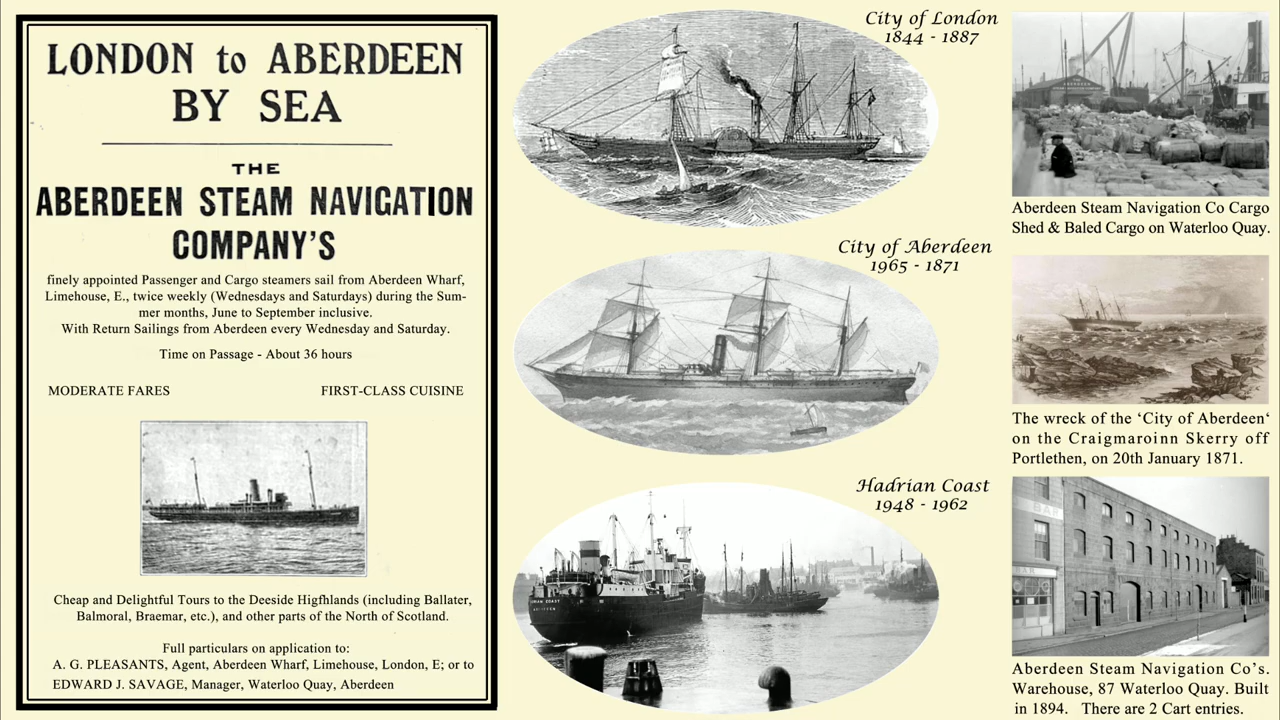 LONDON to ABERDEEN
BY SEA
THE
ABERDEEN STEAM NAVIGATION
COMPANY'S
finely appointed Passenger and Cargo steamers sail from Aberdeen Wharf,
Limehouse, E., twice weekly (Wednesdays and Saturdays) during the Sum-
mer months, June to September inclusive.
With Return Sailings from Aberdeen every Wednesday and Saturday.
Time on Passage - About 36 hours
MODERATE FARES FIRST-CLASS CUISINE
Cheap and Delightful Tours to the Deeside Higfhlands (including Ballater,
Balmoral, Braemar, etc.), and other parts of the North of Scotland.
Full particulars on application to:
A. G. PLEASANTS, Agent, Aberdeen Wharf, Limehouse, London, E; or to
EDWARD J. SAVAGE, Manager, Waterloo Quay, Aberdeen
City of London
1844 - 1887
City of Aberdeen
1965 - 1871
Hadrian Coast
1948 - 1962
ABERDEEN
Aberdeen Steam Navigation Co Cargo
Shed & Baled Cargo on Waterloo Quay.
The wreck of the ‘City of Aberdeen‘
on the Craigmaroinn Skerry off
Portlethen, on 20th January 1871.
BAR
BAR
Aberdeen Steam Navigation Co's.
Warehouse, 87 Waterloo Quay. Built
in 1894. There are 2 Cart entries.